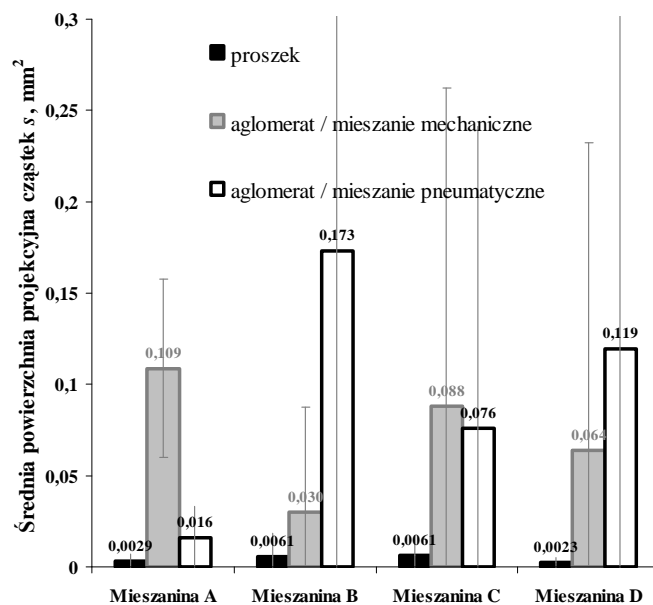 Średnia powierzchnia projekcyjna cząstek s, mm²
0,3
0,25
0,2
0,15
0,1
0,05
0
proszek
aglomerat / mieszanie mechaniczne
aglomerat / mieszanie pneumatyczne
0,0029
0,109
0,016
0,0061
0,030
0,173
0,0061
0,088
0,076
0,0023
0,064
0,119
Mieszanina A
Mieszanina B
Mieszanina C
Mieszanina D